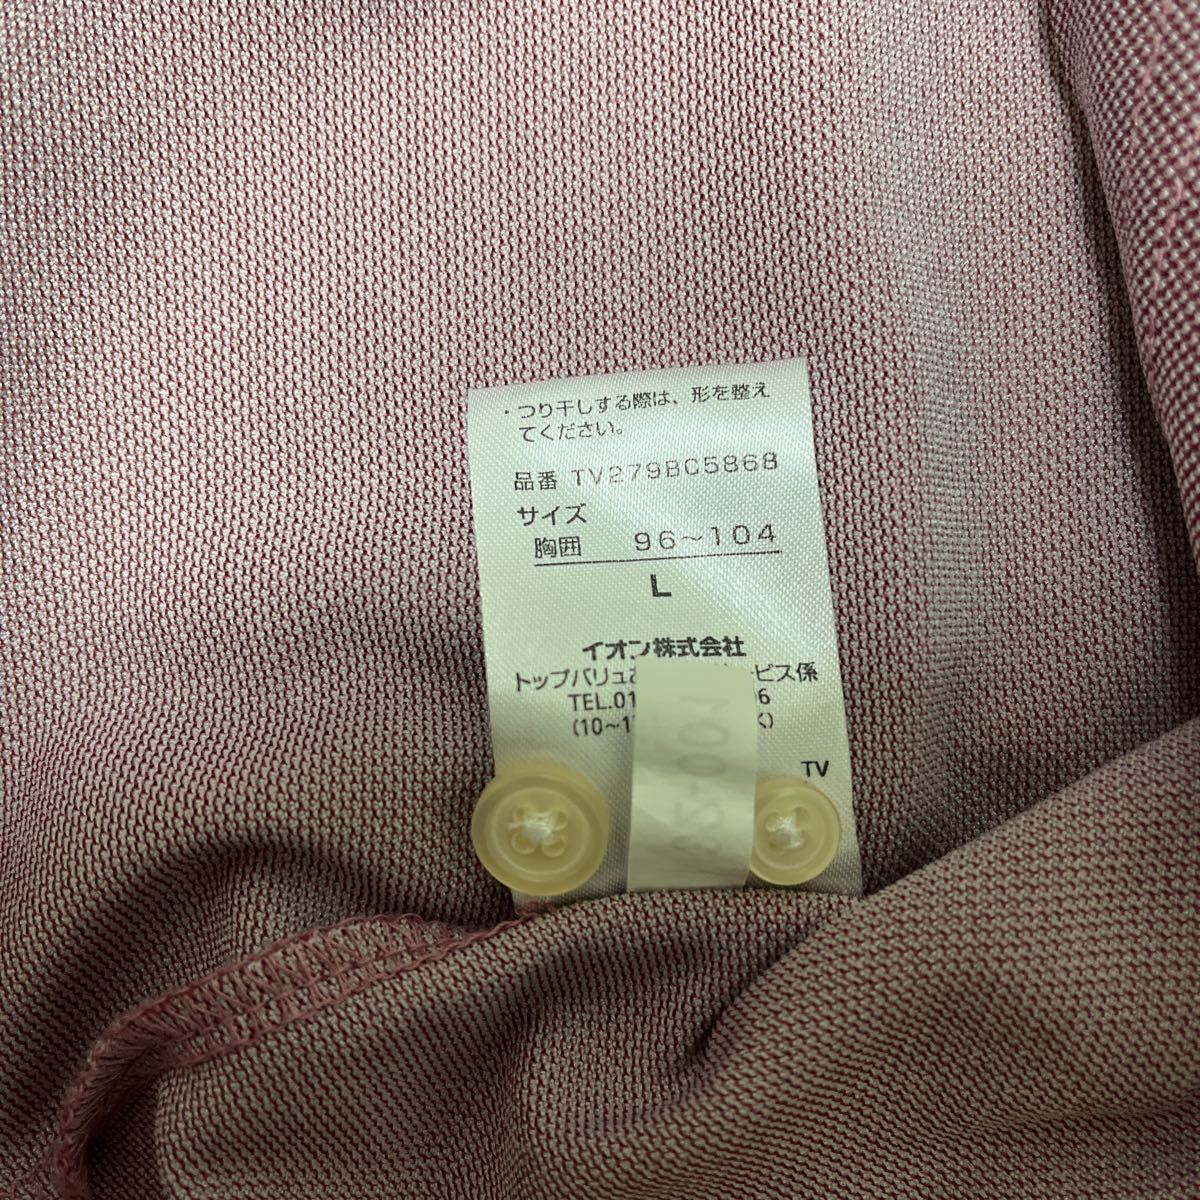 ・つり干しする際は、形を整え
てください。
品番 TV279BC5868
サイズ
胸囲 96～104
L
イオン株式会社
トップバリュ ービス係
TEL.01 6
(10～1 )
TV